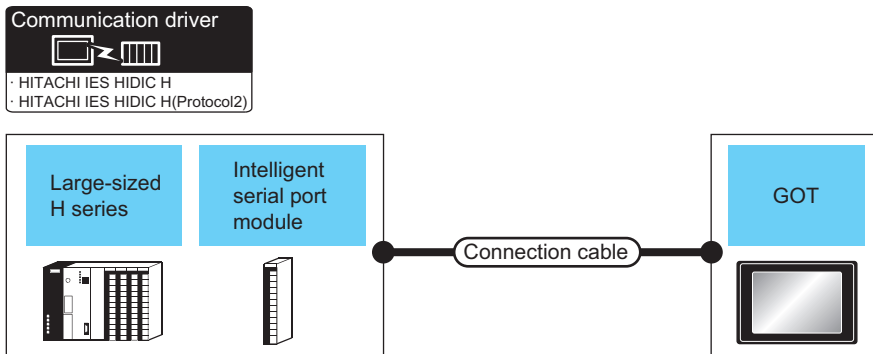 Communication driver
· HITACHI IES HIDIC H
· HITACHI IES HIDIC H(Protocol2)
Large-sized
H series
Intelligent
serial port
module
Connection cable
GOT